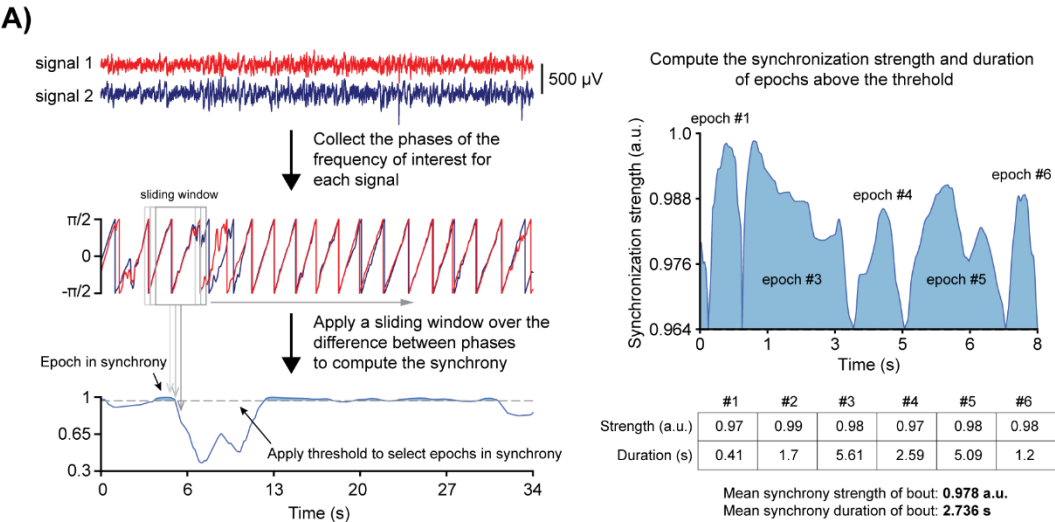 A)
signal 1
signal 2
500 µV
Collect the phases of the
frequency of interest for
each signal
sliding window
π/2
0
-π/2
Apply a sliding window over the
difference between phases
to compute the synchrony
Epoch in synchrony
1
0.65
0.3
Apply threshold to select epochs in synchrony
0 6 13 20 27 34
Time (s)
Compute the synchronization strength and duration
of epochs above the threhold
Synchronization strength (a.u.)
1.0
0.988
0.976
0.964
epoch #1
epoch #4
epoch #6
epoch #3
epoch #5
0 1 3 5 6 8
Time (s)
#1 #2 #3 #4 #5 #6
Strength (a.u.) 0.97 0.99 0.98 0.97 0.98 0.98
Duration (s) 0.41 1.7 5.61 2.59 5.09 1.2
Mean synchrony strength of bout: 0.978 a.u.
Mean synchrony duration of bout: 2.736 s